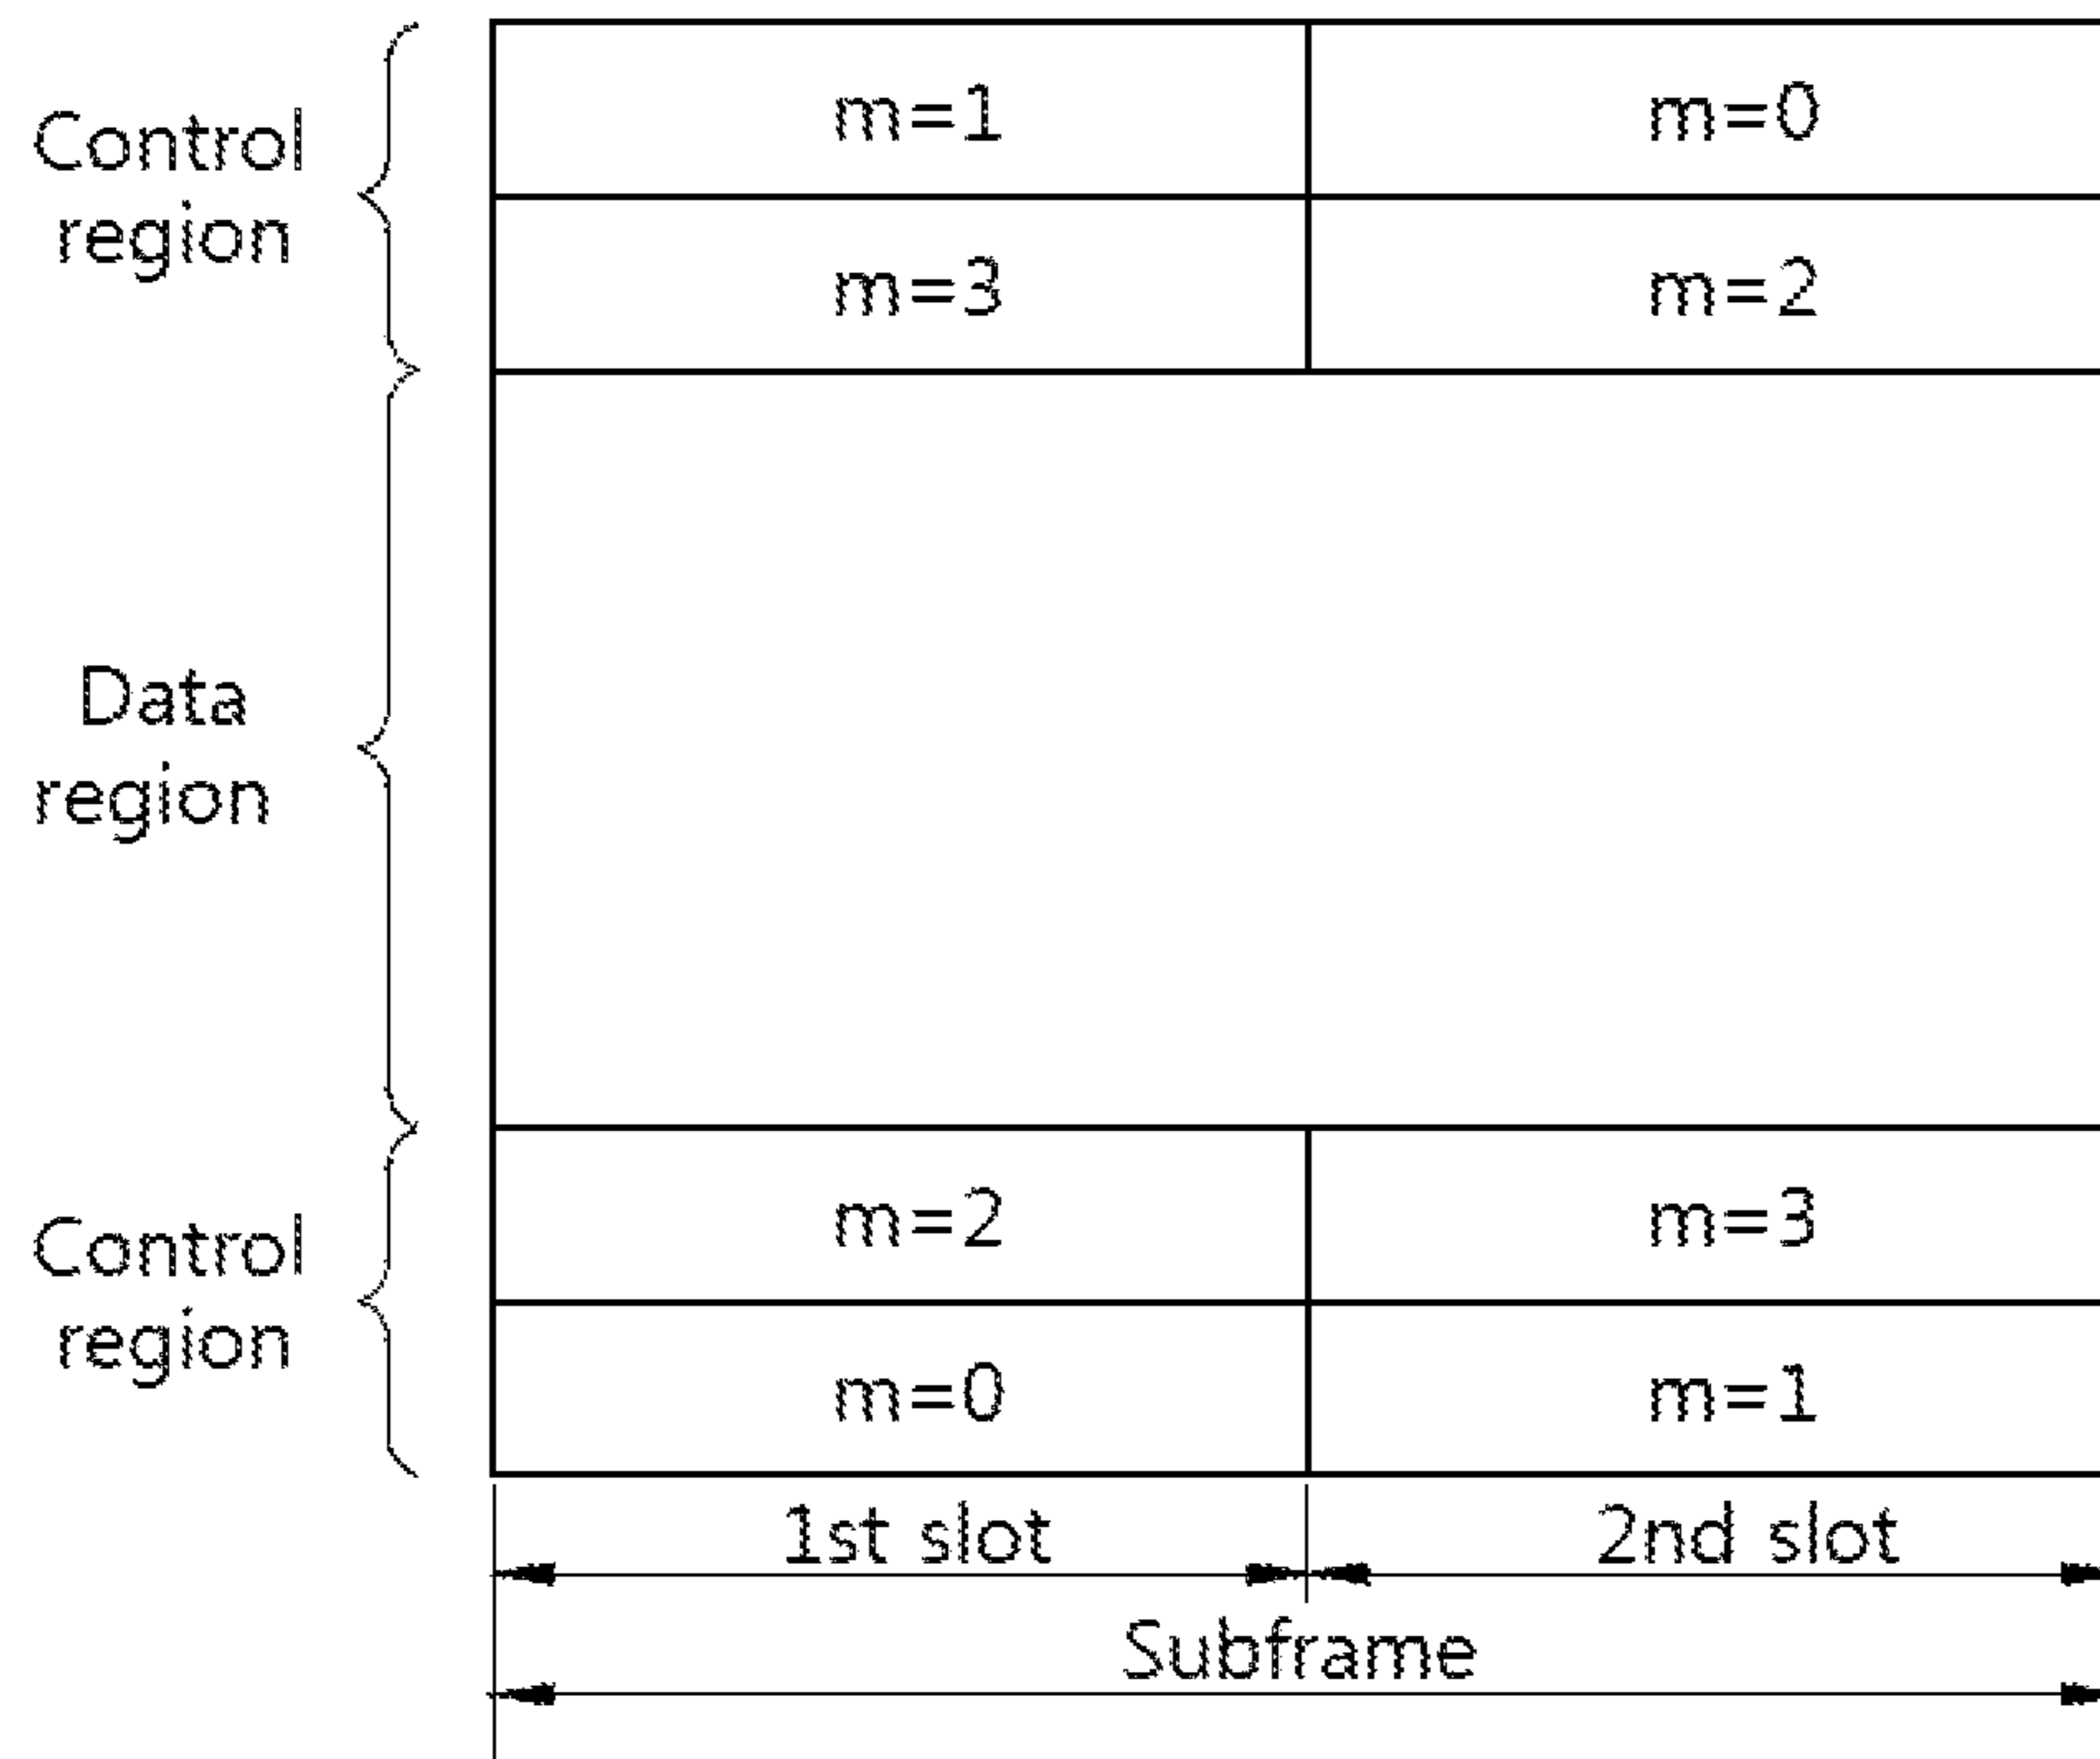 m=1
m=0
Control
region
m=3
m=2
Data
region
m=2
m=3
Control
region
m=0
m=1
1st slot
2nd slot
Subframe